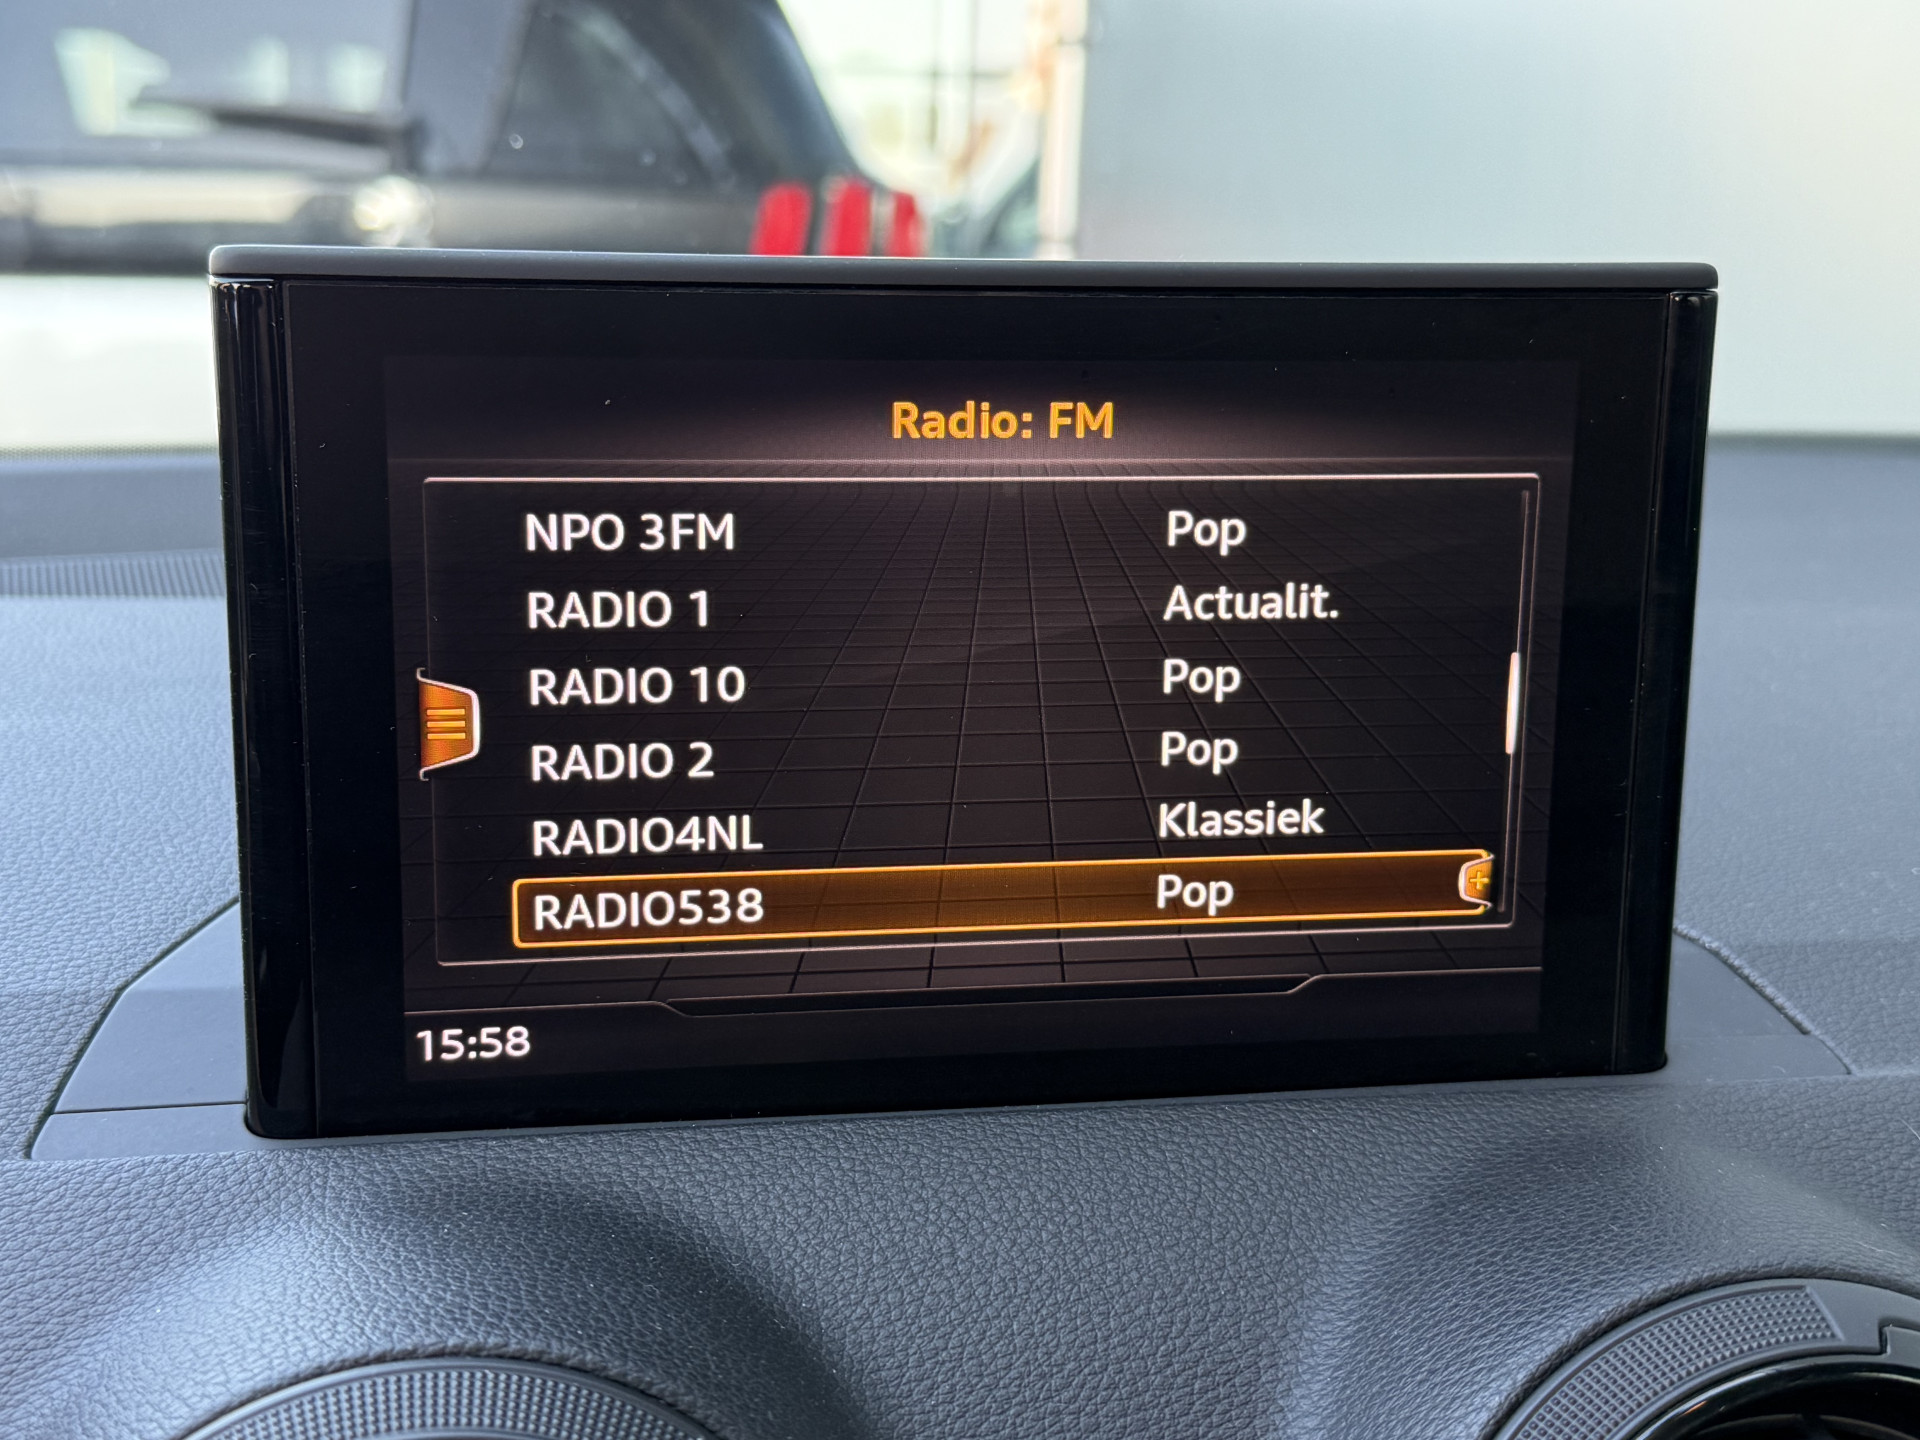 Radio: FM
NPO 3FM Pop
RADIO 1 Actualit.
RADIO 10 Pop
RADIO 2 Pop
RADIO4NL Klassiek
RADIO538 Pop
15:58